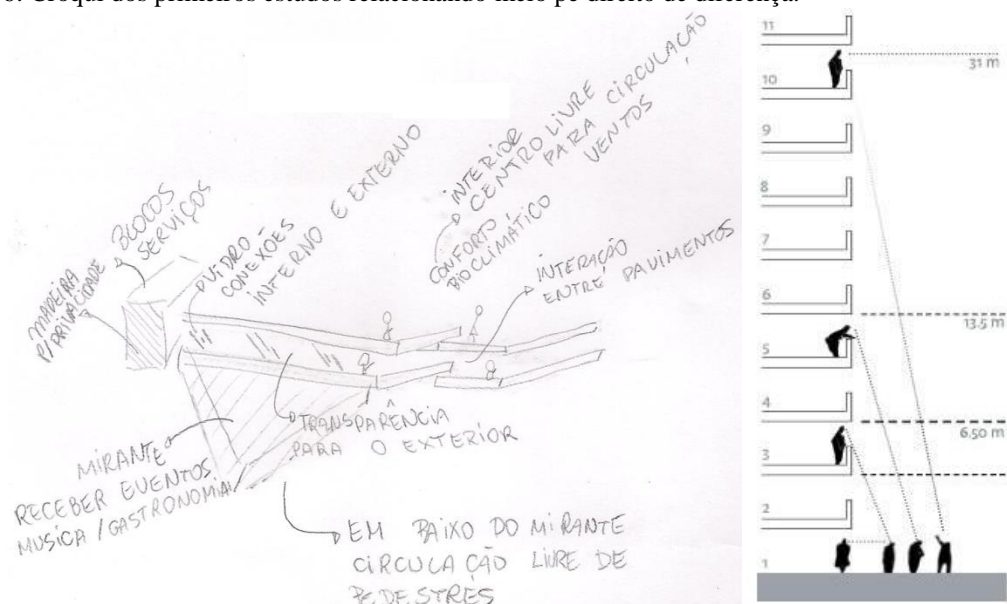 o: Croqui dos primeiros estudos relacionando meio pé direito de diferença.
MADEIRA
P/ PRIVACIDADE
BLOCOS
SERVIÇOS
VIDRO
CONEXÕES
INTERNO E EXTERNO
CONFORTO
BIOCLIMÁTICO
INTERIOR
CENTRO LIVRE
PARA CIRCULAÇÃO
VENTOS
INTERAÇÃO
ENTRE PAVIMENTOS
TRANSPARÊNCIA
PARA O EXTERIOR
MIRANTE
RECEBER EVENTOS
MUSICA / GASTRONOMIA
EM BAIXO DO MIRANTE
CIRCULAÇÃO LIVRE DE
PEDESTRES
11
31 m
10
9
8
7
6
13.5 m
5
4
6.50 m
3
2
1